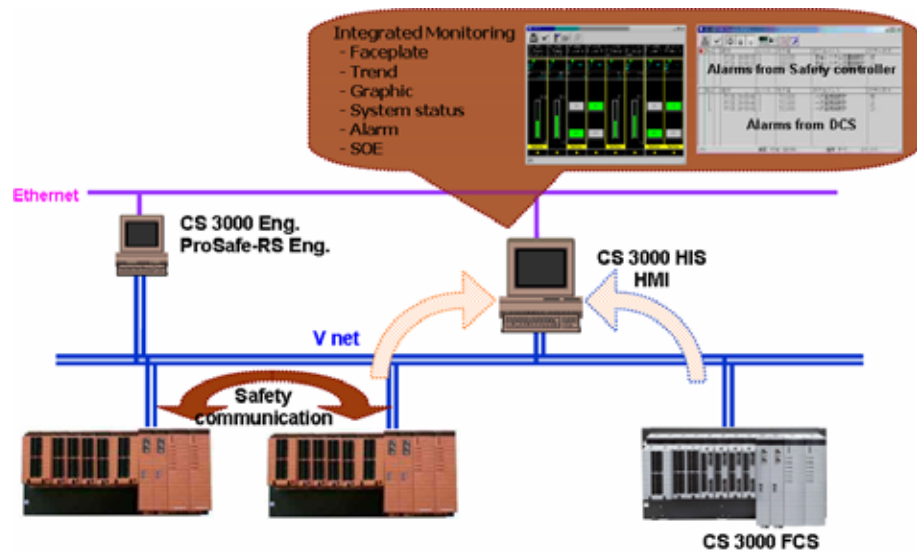 Integrated Monitoring
- Faceplate
- Trend
- Graphic
- System status
- Alarm
- SOE
Alarms from Safety controller
Alarms from DCS
Ethernet
CS 3000 Eng.
ProSafe-RS Eng.
CS 3000 HIS
HMI
V net
Safety
communication
CS 3000 FCS